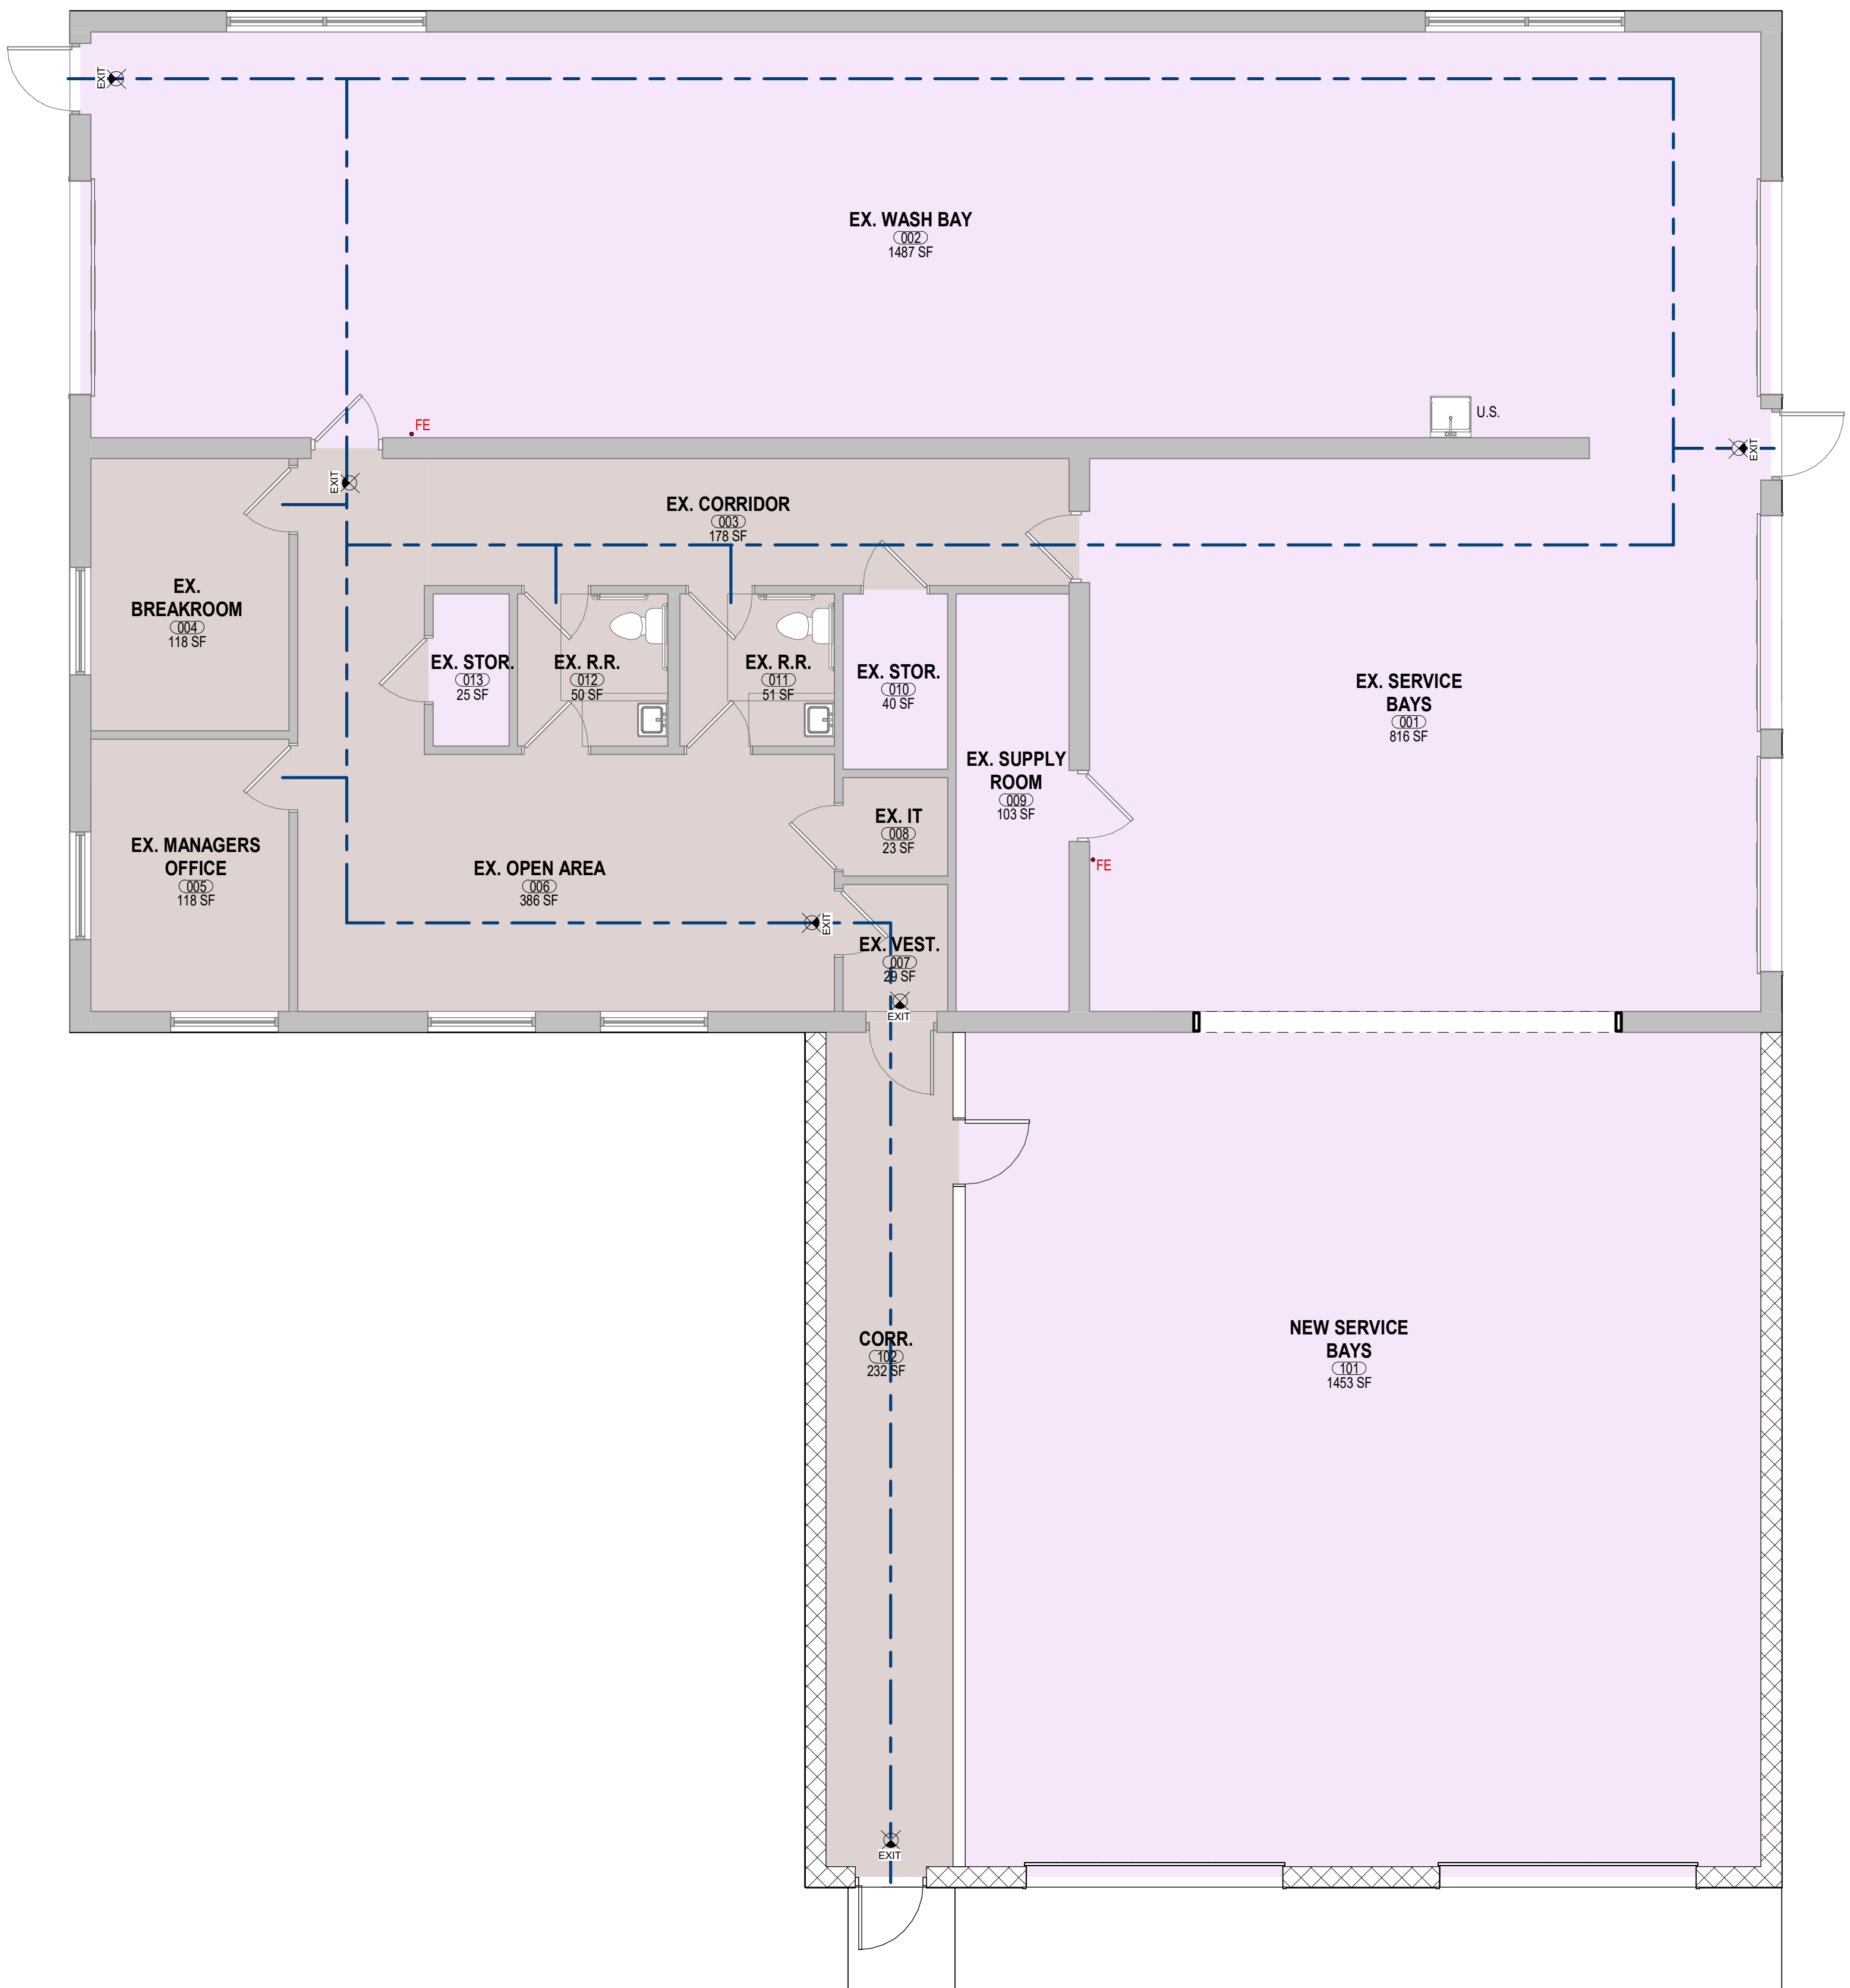 EXIT
EX. WASH BAY
002
1487 SF
FE
U.S.
EXIT
EXIT
EX. CORRIDOR
003
178 SF
EX.
BREAKROOM
004
118 SF
EX. STOR.
013
25 SF
EX. R.R.
012
50 SF
EX. R.R.
011
51 SF
EX. STOR.
010
40 SF
EX. SERVICE
BAYS
001
816 SF
EX. SUPPLY
ROOM
009
103 SF
EX. IT
008
23 SF
EX. MANAGERS
OFFICE
005
118 SF
EX. OPEN AREA
006
386 SF
FE
EXIT
EX. VEST.
007
29 SF
EXIT
CORR.
102
232 SF
NEW SERVICE
BAYS
101
1453 SF
EXIT